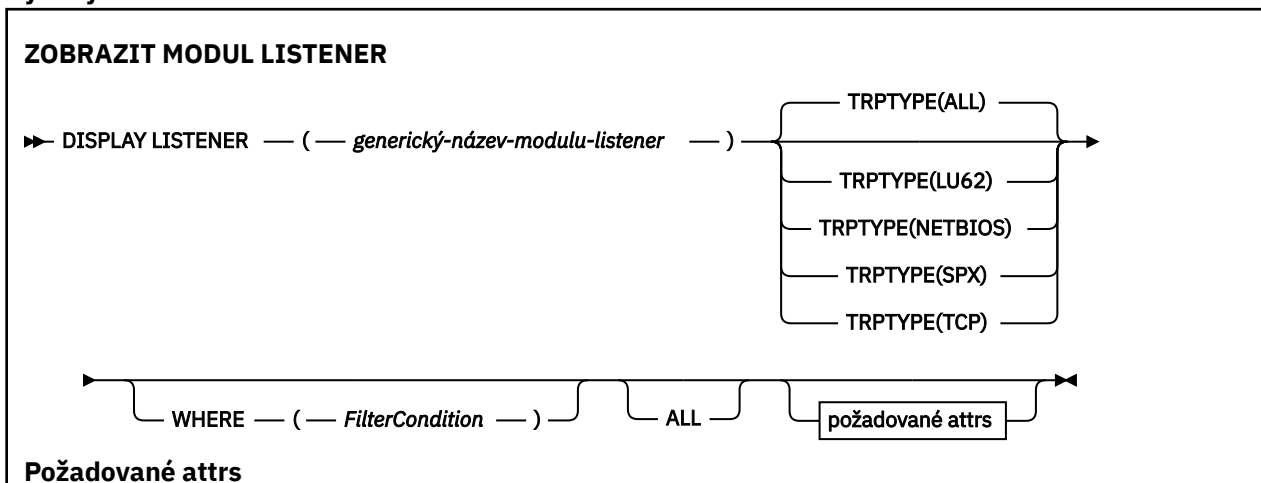 ZOBRAZIT MODUL LISTENER
TRPTYPE(ALL)
DISPLAY LISTENER — ( — generický-název-modulu-listener — )
TRPTYPE(LU62)
TRPTYPE(NETBIOS)
TRPTYPE(SPX)
TRPTYPE(TCP)
WHERE — ( — FilterCondition — ) ALL požadované attrs
Požadované attrs